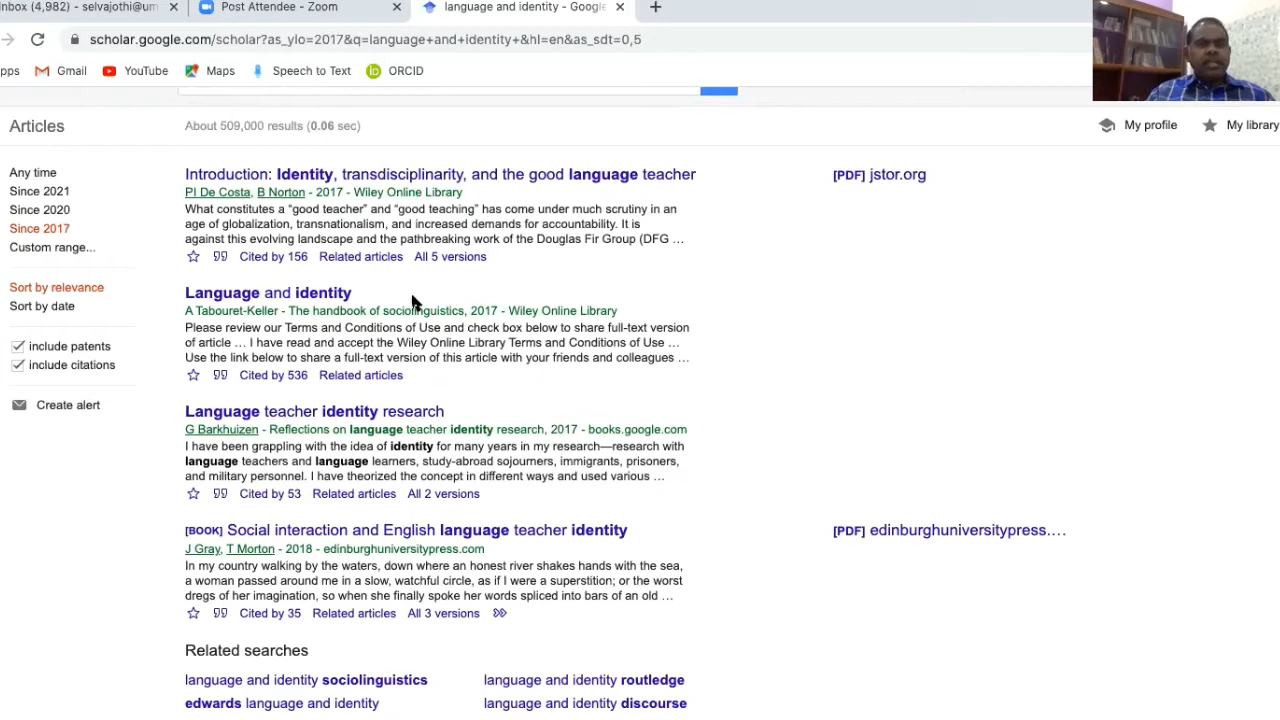 nbox (4,982) - selvajothi@um
Post Attendee - Zoom
language and identity - Google
scholar.google.com/scholar?as_ylo=2017&q=language+and+identity+&hl=en&as_sdt=0,5
pps
Gmail
YouTube
Maps
Speech to Text
ORCID
Articles
About 509,000 results (0.06 sec)
My profile
My library
Any time
Since 2021
Since 2020
Since 2017
Custom range...
Sort by relevance
Sort by date
include patents
include citations
Create alert
Introduction: Identity, transdisciplinarity, and the good language teacher
PI De Costa, B Norton - 2017 - Wiley Online Library
What constitutes a “good teacher” and “good teaching” has come under much scrutiny in an
age of globalization, transnationalism, and increased demands for accountability. It is
against this evolving landscape and the pathbreaking work of the Douglas Fir Group (DFG ...
Cited by 156 Related articles All 5 versions
[PDF] jstor.org
Language and identity
A Tabouret-Keller - The handbook of sociolinguistics, 2017 - Wiley Online Library
Please review our Terms and Conditions of Use and check box below to share full-text version
of article ... I have read and accept the Wiley Online Library Terms and Conditions of Use ...
Use the link below to share a full-text version of this article with your friends and colleagues ...
Cited by 536 Related articles
Language teacher identity research
G Barkhuizen - Reflections on language teacher identity research, 2017 - books.google.com
I have been grappling with the idea of identity for many years in my research—research with
language teachers and language learners, study-abroad sojourners, immigrants, prisoners,
and military personnel. I have theorized the concept in different ways and used various ...
Cited by 53 Related articles All 2 versions
[BOOK] Social interaction and English language teacher identity
J Gray, T Morton - 2018 - edinburghuniversitypress.com
In my country walking by the waters, down where an honest river shakes hands with the sea,
a woman passed around me in a slow, watchful circle, as if I were a superstition; or the worst
dregs of her imagination, so when she finally spoke her words spliced into bars of an old ...
Cited by 35 Related articles All 3 versions
[PDF] edinburghuniversitypress....
Related searches
language and identity sociolinguistics
language and identity routledge
edwards language and identity
language and identity discourse